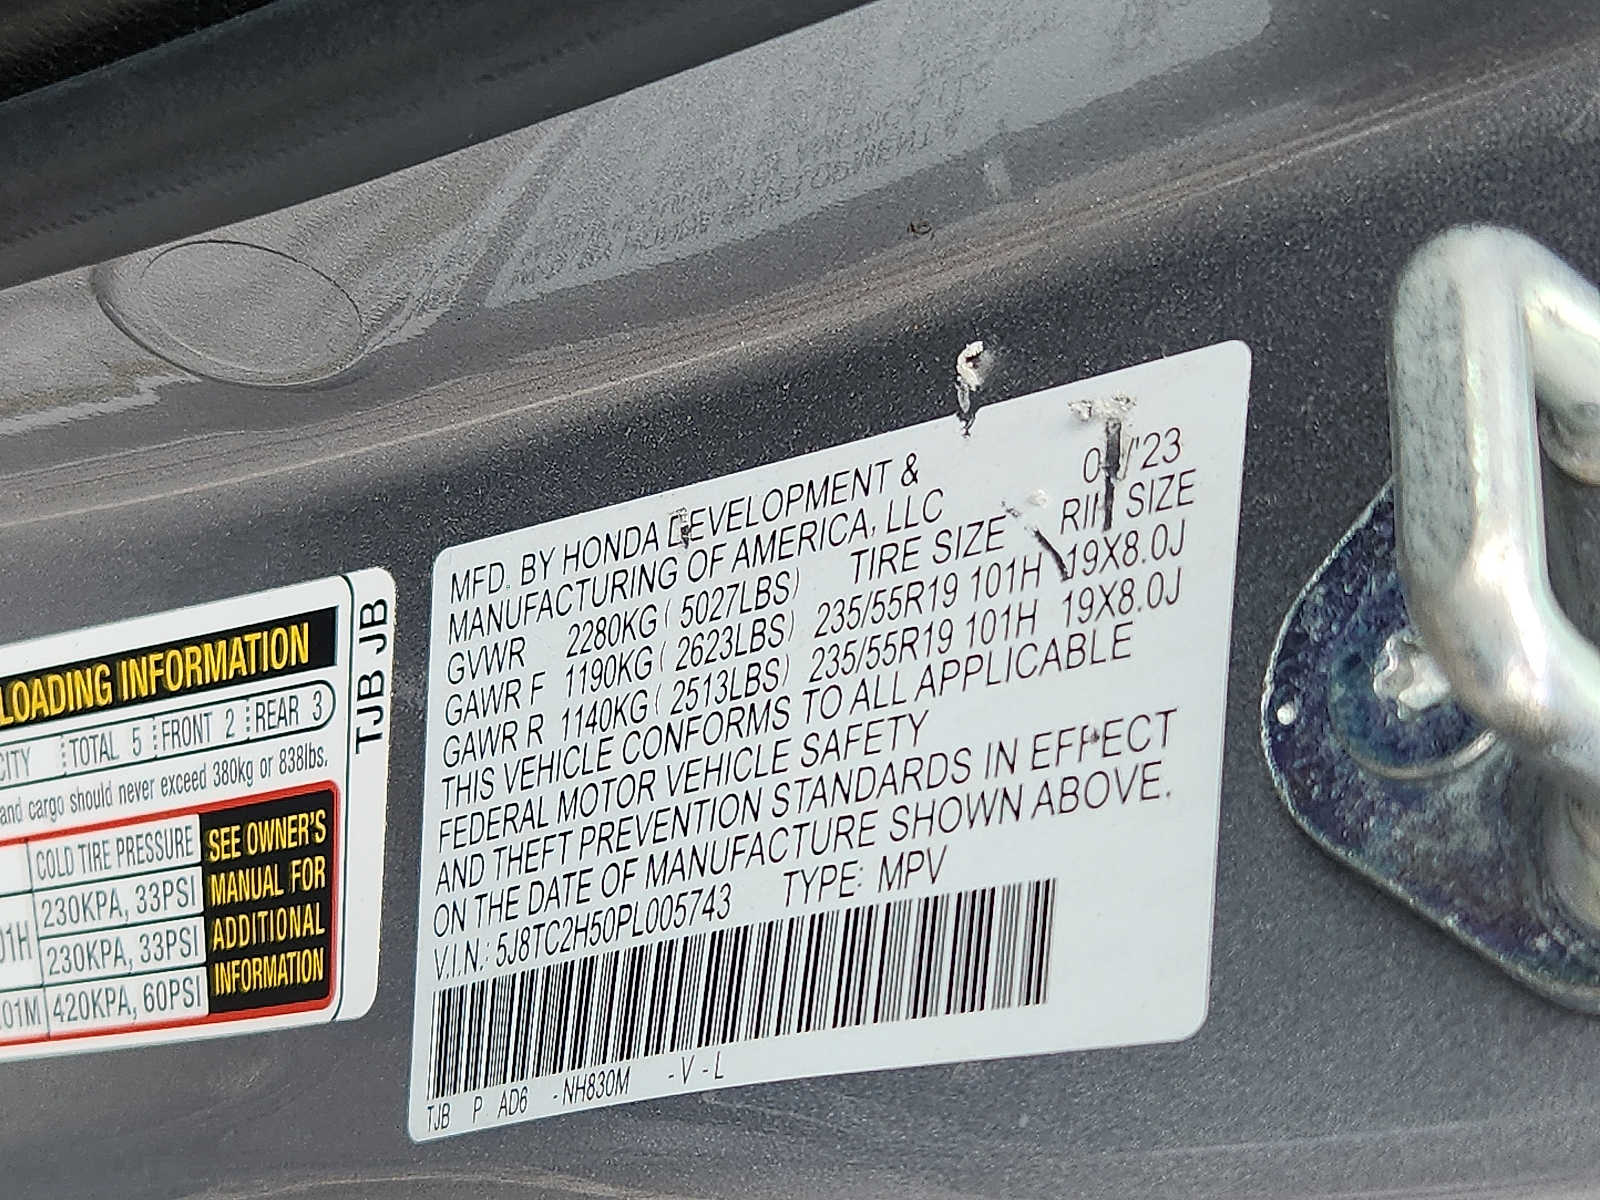 LOADING INFORMATION
CITY TOTAL 5 FRONT 2 REAR 3
and cargo should never exceed 380kg or 838lbs.
COLD TIRE PRESSURE
230KPA, 33PSI
01H 230KPA, 33PSI
01M 420KPA, 60PSI
SEE OWNER'S
MANUAL FOR
ADDITIONAL
INFORMATION
TJB JB
MFD. BY HONDA DEVELOPMENT &
MANUFACTURING OF AMERICA, LLC '23
GVWR 2280KG ( 5027LBS) TIRE SIZE RIM SIZE
GAWR F 1190KG ( 2623LBS) 235/55R19 101H 19X8.0J
GAWR R 1140KG ( 2513LBS) 235/55R19 101H 19X8.0J
THIS VEHICLE CONFORMS TO ALL APPLICABLE
FEDERAL MOTOR VEHICLE SAFETY
AND THEFT PREVENTION STANDARDS IN EFFECT
ON THE DATE OF MANUFACTURE SHOWN ABOVE.
V.I.N.: 5J8TC2H50PL005743 TYPE: MPV
TJB P AD6 -NH830M -V-L